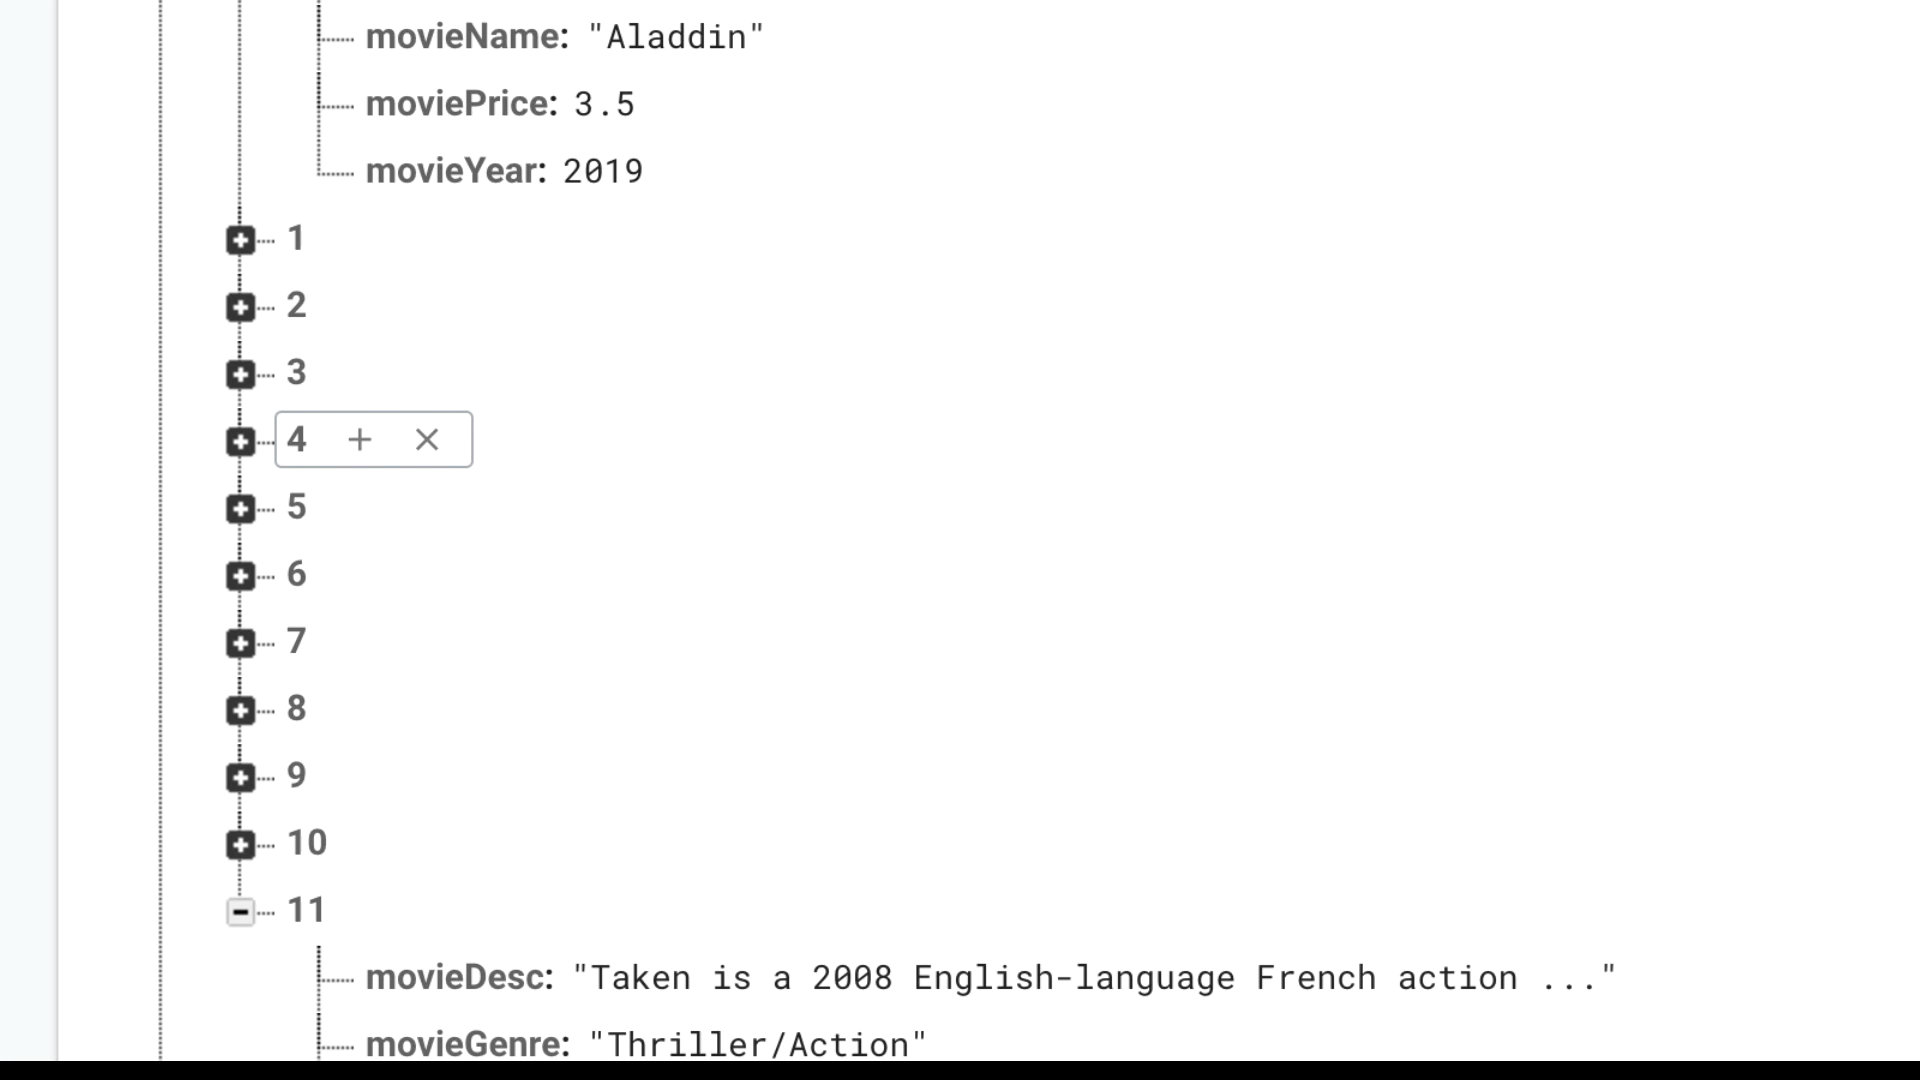 movieName: "Aladdin"
moviePrice: 3.5
movieYear: 2019
1
2
3
4
5
6
7
8
9
10
11
movieDesc: "Taken is a 2008 English-language French action ..."
movieGenre: "Thriller/Action"